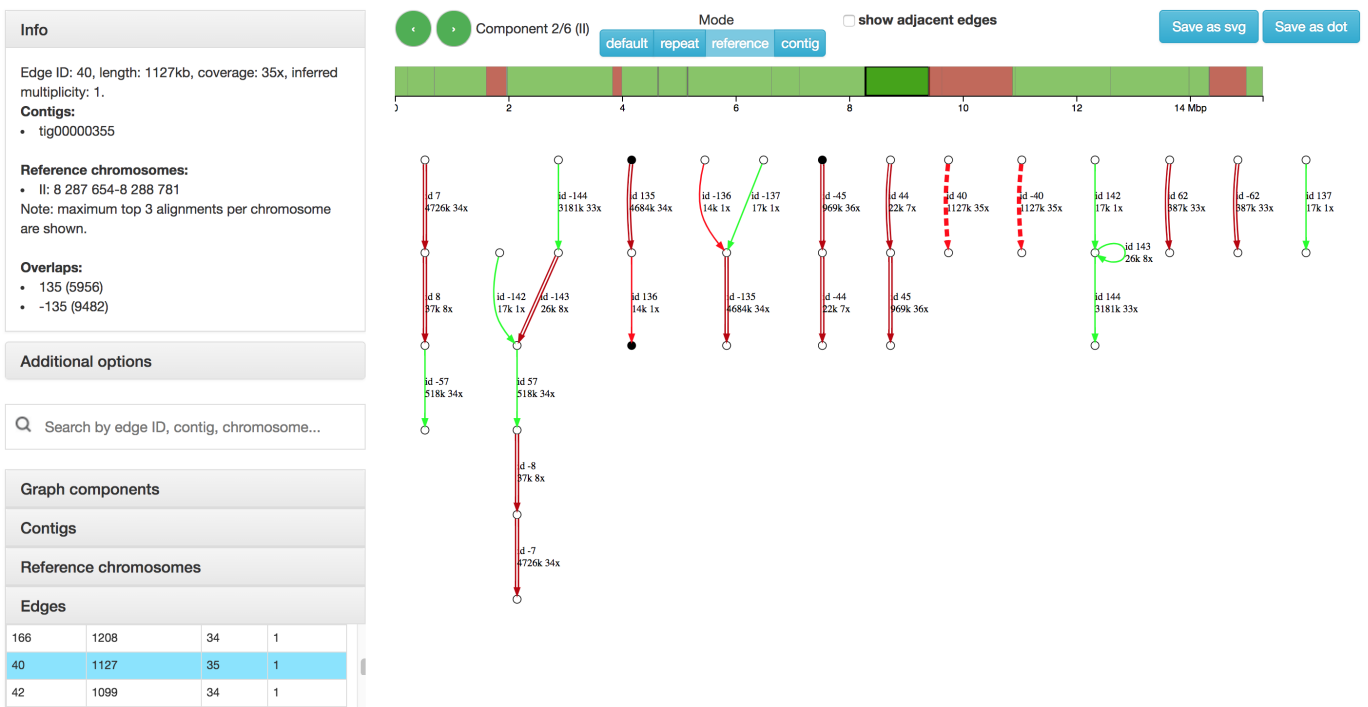 Info
Edge ID: 40, length: 1127kb, coverage: 35x, inferred
multiplicity: 1.
Contigs:
• tig00000355
Reference chromosomes:
• II: 8 287 654-8 288 781
Note: maximum top 3 alignments per chromosome
are shown.
Overlaps:
• 135 (5956)
• -135 (9482)
Additional options
Search by edge ID, contig, chromosome...
Graph components
Contigs
Reference chromosomes
Edges
166 1208 34 1
40 1127 35 1
42 1099 34 1
‹ › Component 2/6 (II)
Mode
default repeat reference contig
show adjacent edges
Save as svg Save as dot
0 2 4 6 8 10 12 14 Mbp
id 7
4726k 34x
id -144
3181k 33x
id 135
4684k 34x
id -136
14k 1x
id -137
17k 1x
id -45
969k 36x
id 44
22k 7x
id 40
1127k 35x
id -40
1127k 35x
id 142
17k 1x
id 62
387k 33x
id -62
387k 33x
id 137
17k 1x
id 143
26k 8x
id 8
37k 8x
id -142
17k 1x
id -143
26k 8x
id 136
14k 1x
id -135
4684k 34x
id -44
22k 7x
id 45
969k 36x
id 144
3181k 33x
id -57
518k 34x
id 57
518k 34x
id -8
37k 8x
id -7
4726k 34x